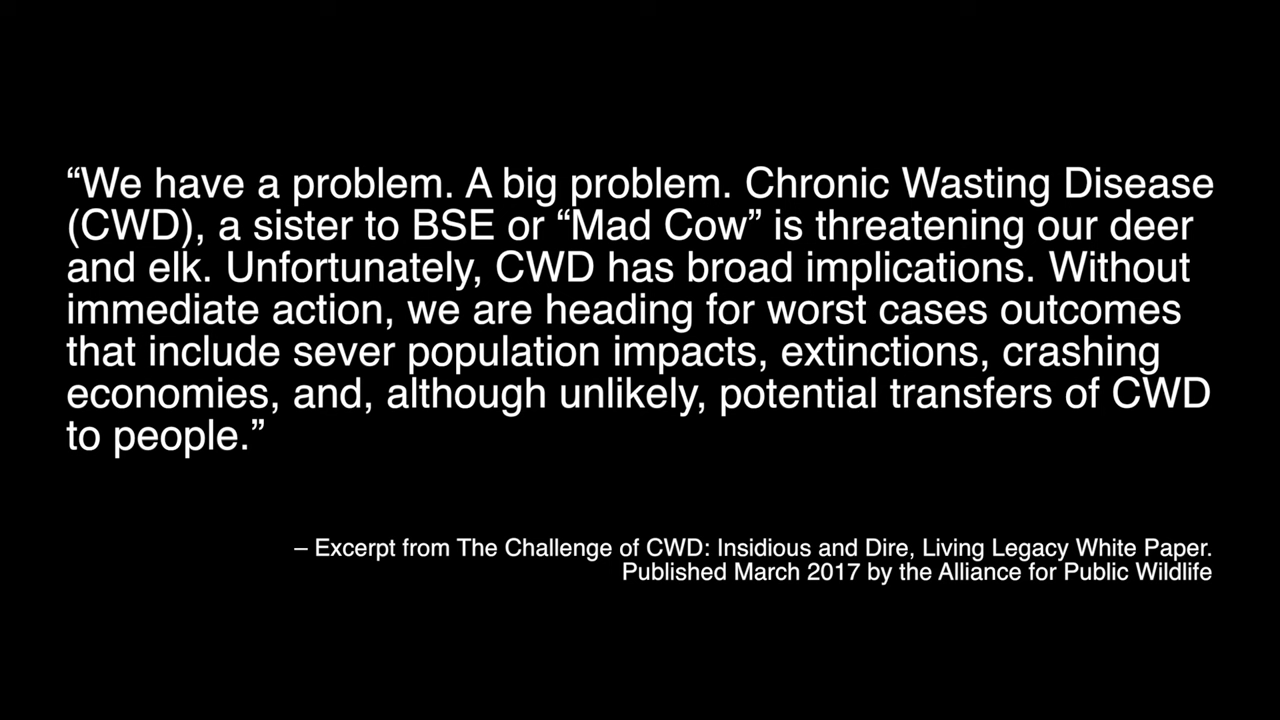 “We have a problem. A big problem. Chronic Wasting Disease
(CWD), a sister to BSE or “Mad Cow” is threatening our deer
and elk. Unfortunately, CWD has broad implications. Without
immediate action, we are heading for worst cases outcomes
that include sever population impacts, extinctions, crashing
economies, and, although unlikely, potential transfers of CWD
to people.”
– Excerpt from The Challenge of CWD: Insidious and Dire, Living Legacy White Paper.
Published March 2017 by the Alliance for Public Wildlife